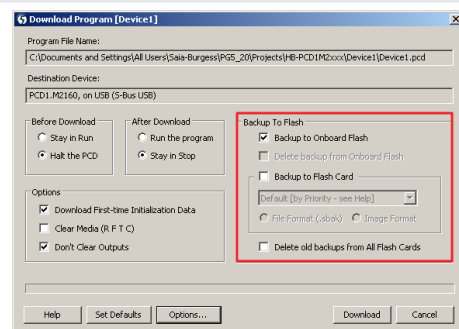 Download Program [Device1]
Program File Name:
C:\Documents and Settings\All Users\Saia-Burgess\PG5_20\Projects\HB-PCD1M2xxx\Device1\Device1.pcd
Destination Device:
PCD1.M2160, on USB (S-Bus USB)
Before Download
Stay in Run
Halt the PCD
After Download
Run the program
Stay in Stop
Options
Download First-time Initialization Data
Clear Media (R F T C)
Don't Clear Outputs
Backup To Flash
Backup to Onboard Flash
Delete backup from Onboard Flash
Backup to Flash Card
Default [by Priority - see Help]
File Format (.sbak)
Image Format
Delete old backups from All Flash Cards
Help
Set Defaults
Options...
Download
Cancel